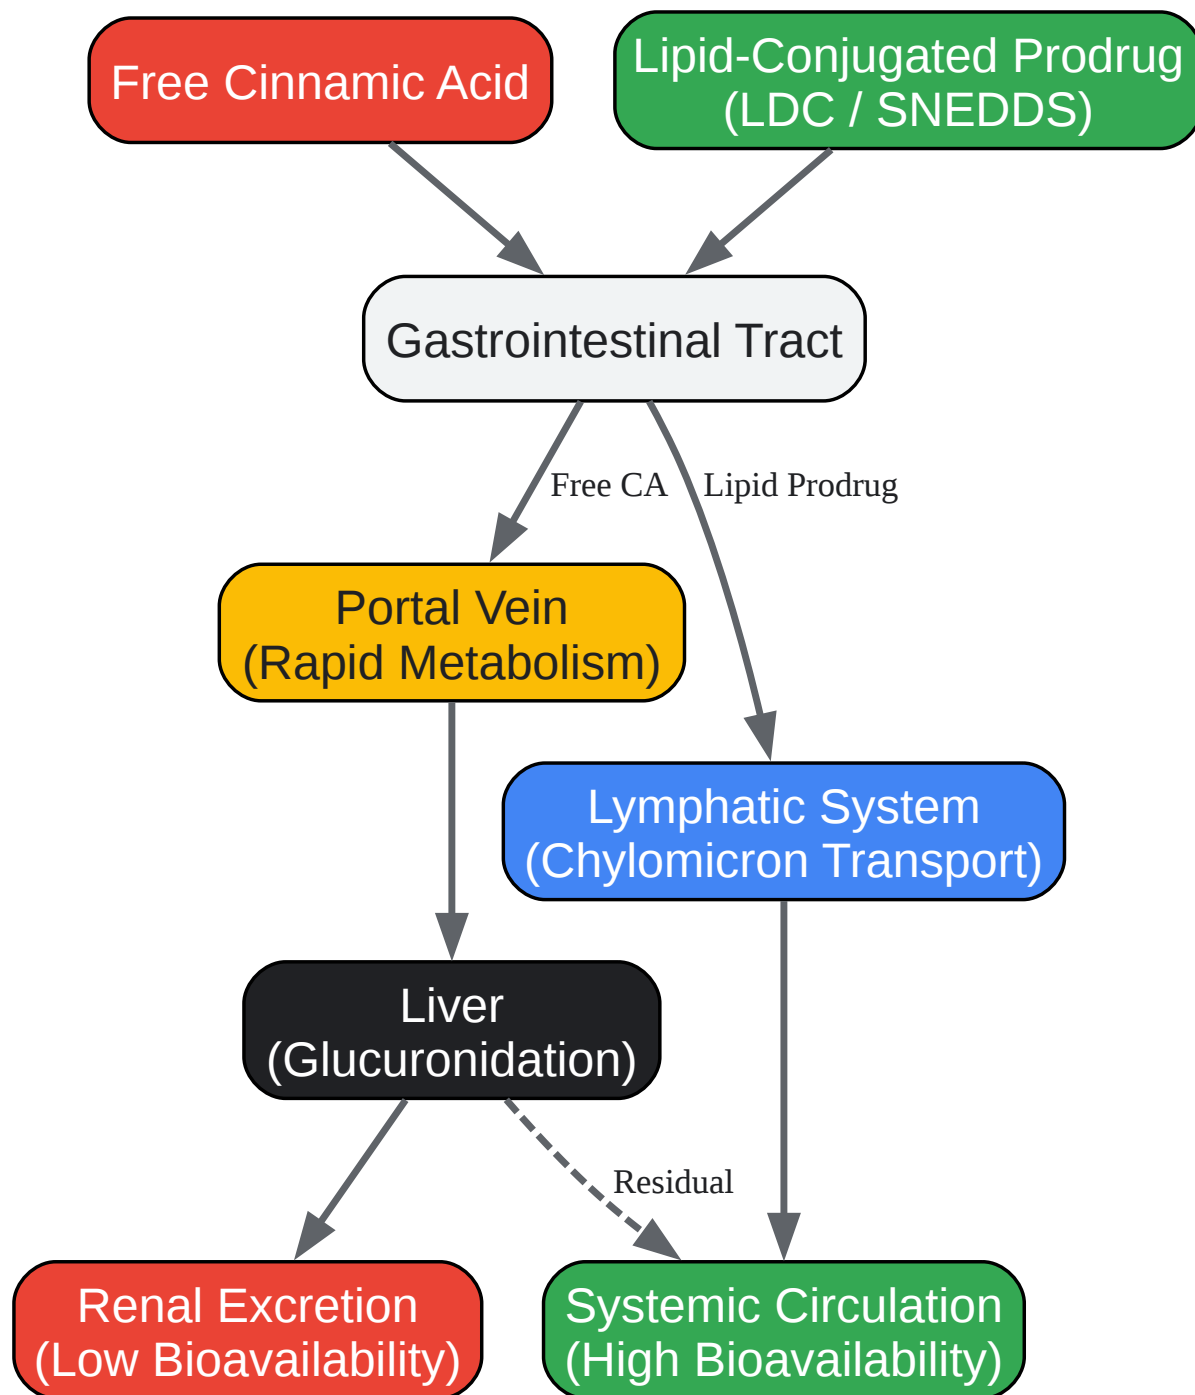 Free Cinnamic Acid
Lipid-Conjugated Prodrug
(LDC / SNEDDS)
Gastrointestinal Tract
Free CA
Lipid Prodrug
Portal Vein
(Rapid Metabolism)
Lymphatic System
(Chylomicron Transport)
Liver
(Glucuronidation)
Residual
Renal Excretion
(Low Bioavailability)
Systemic Circulation
(High Bioavailability)